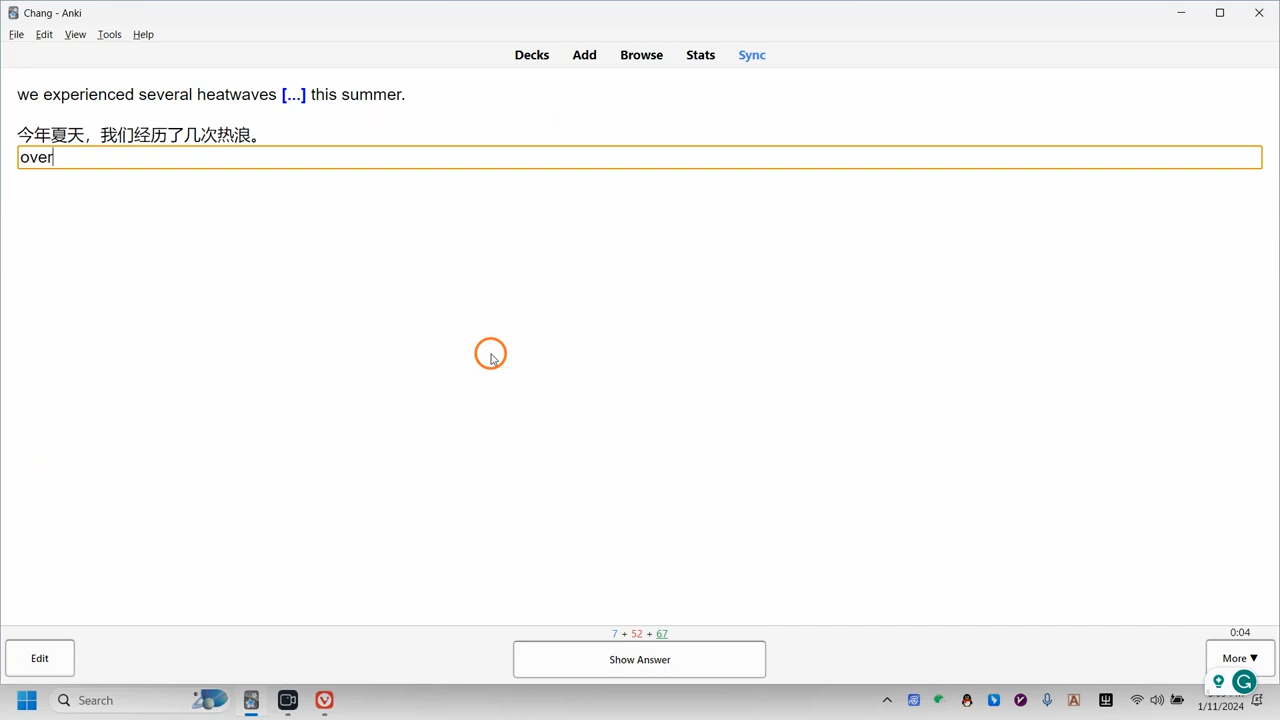 Chang - Anki
File Edit View Tools Help
Decks Add Browse Stats Sync
we experienced several heatwaves [...] this summer.
今年夏天，我们经历了几次热浪。
over
7 + 52 + 67
0:04
Edit
Show Answer
More ▼
Search
1/11/2024